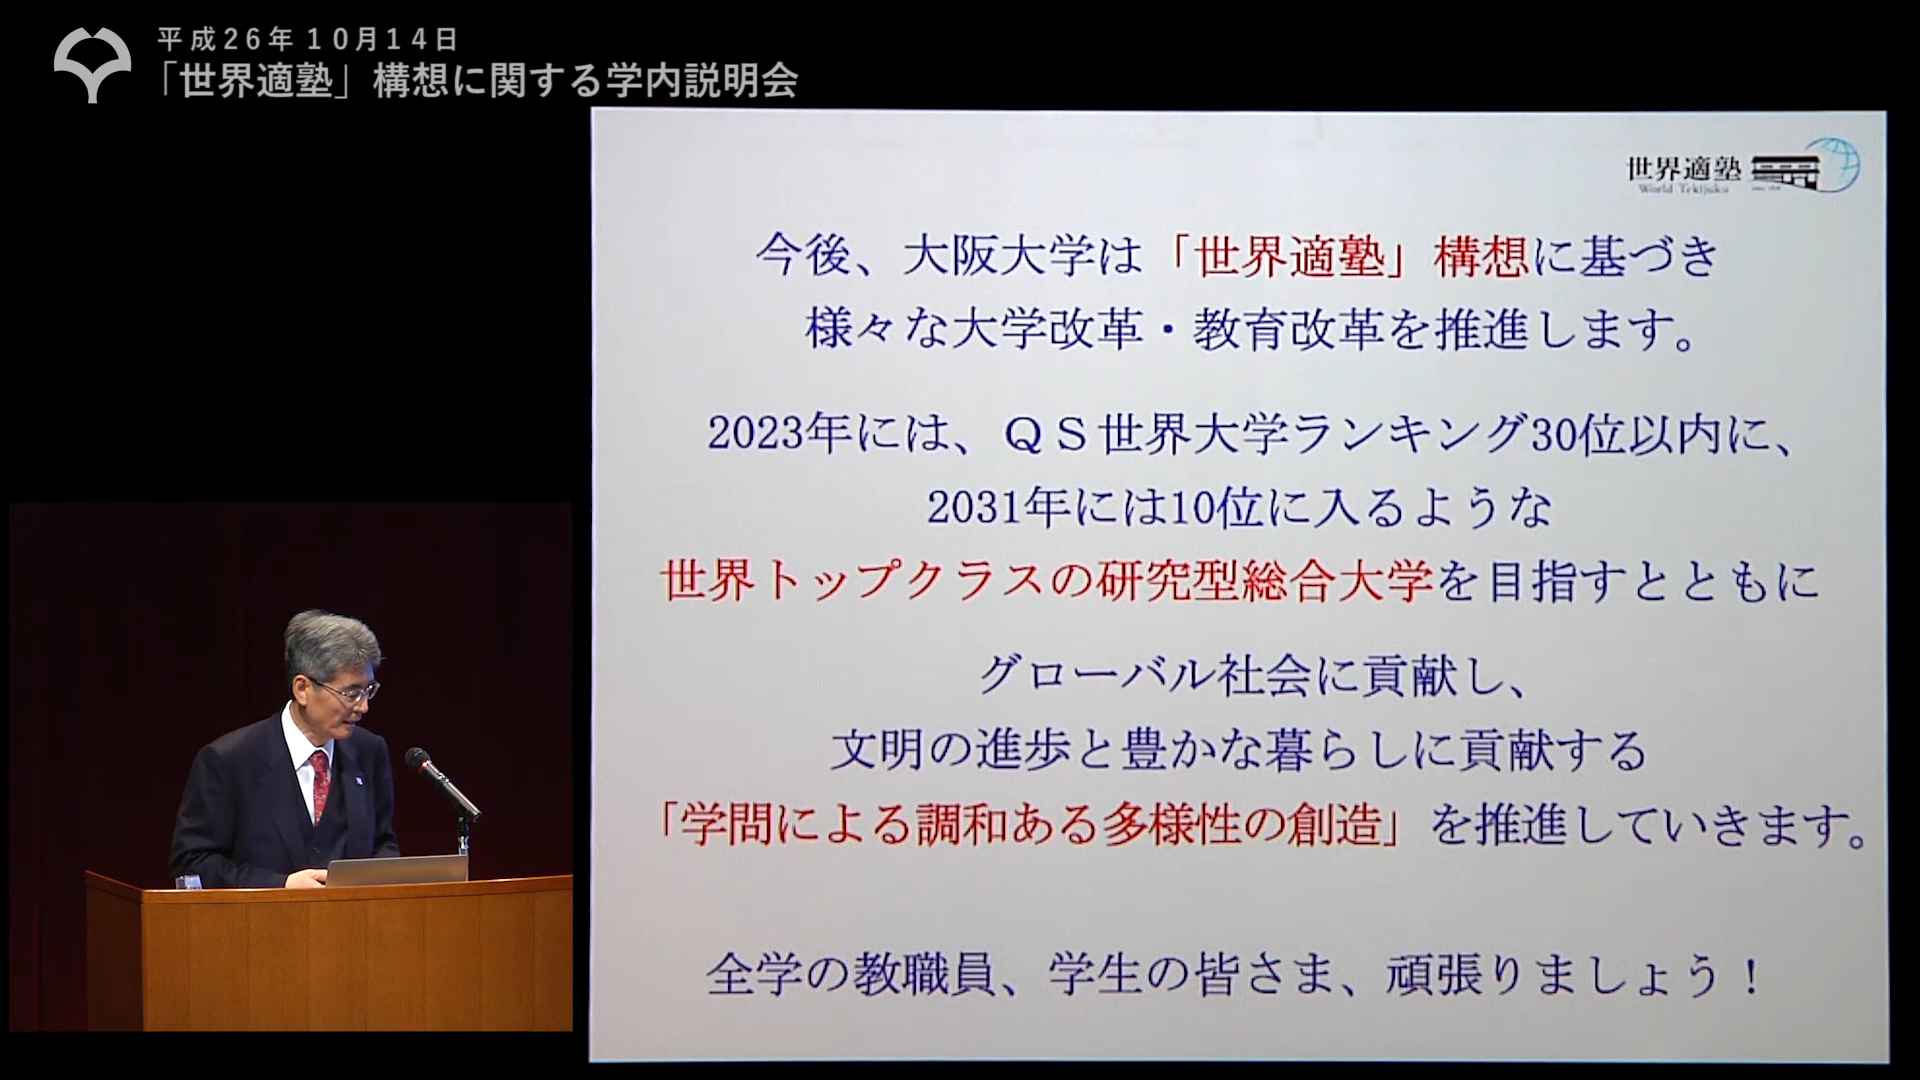 平成26年10月14日
「世界適塾」構想に関する学内説明会
世界適塾
World Tekijuku
今後、大阪大学は「世界適塾」構想に基づき
様々な大学改革・教育改革を推進します。
2023年には、ＱＳ世界大学ランキング30位以内に、
2031年には10位に入るような
世界トップクラスの研究型総合大学を目指すとともに
グローバル社会に貢献し、
文明の進歩と豊かな暮らしに貢献する
「学問による調和ある多様性の創造」を推進していきます。
全学の教職員、学生の皆さま、頑張りましょう！